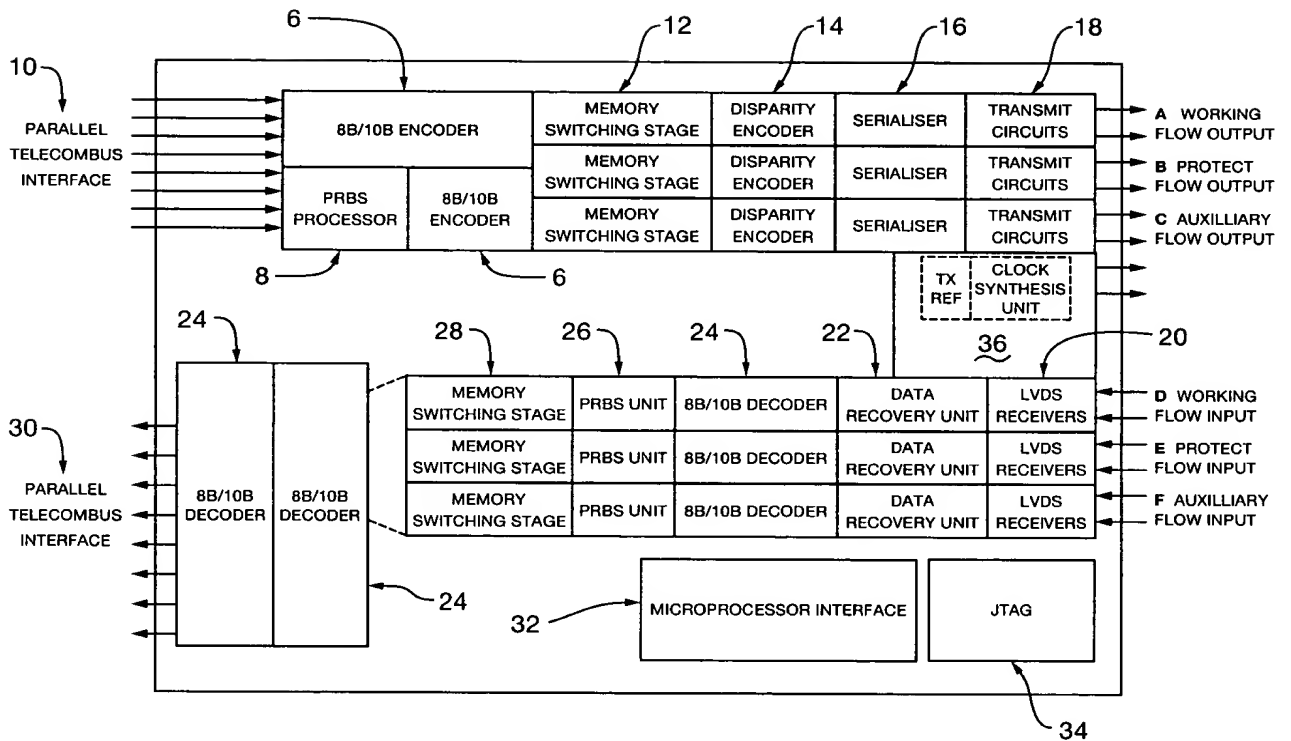 6
12
14
16
18
10
PARALLEL
TELECOMBUS
INTERFACE
8B/10B ENCODER
PRBS
PROCESSOR
8B/10B
ENCODER
MEMORY
SWITCHING STAGE
DISPARITY
ENCODER
SERIALISER
TRANSMIT
CIRCUITS
A WORKING
FLOW OUTPUT
MEMORY
SWITCHING STAGE
DISPARITY
ENCODER
SERIALISER
TRANSMIT
CIRCUITS
B PROTECT
FLOW OUTPUT
MEMORY
SWITCHING STAGE
DISPARITY
ENCODER
SERIALISER
TRANSMIT
CIRCUITS
C AUXILLIARY
FLOW OUTPUT
8
6
TX
REF
CLOCK
SYNTHESIS
UNIT
36
24
28
26
24
22
20
MEMORY
SWITCHING STAGE
PRBS UNIT
8B/10B DECODER
DATA
RECOVERY UNIT
LVDS
RECEIVERS
D WORKING
FLOW INPUT
MEMORY
SWITCHING STAGE
PRBS UNIT
8B/10B DECODER
DATA
RECOVERY UNIT
LVDS
RECEIVERS
E PROTECT
FLOW INPUT
MEMORY
SWITCHING STAGE
PRBS UNIT
8B/10B DECODER
DATA
RECOVERY UNIT
LVDS
RECEIVERS
F AUXILLIARY
FLOW INPUT
30
PARALLEL
TELECOMBUS
INTERFACE
8B/10B
DECODER
8B/10B
DECODER
24
32
MICROPROCESSOR INTERFACE
JTAG
34